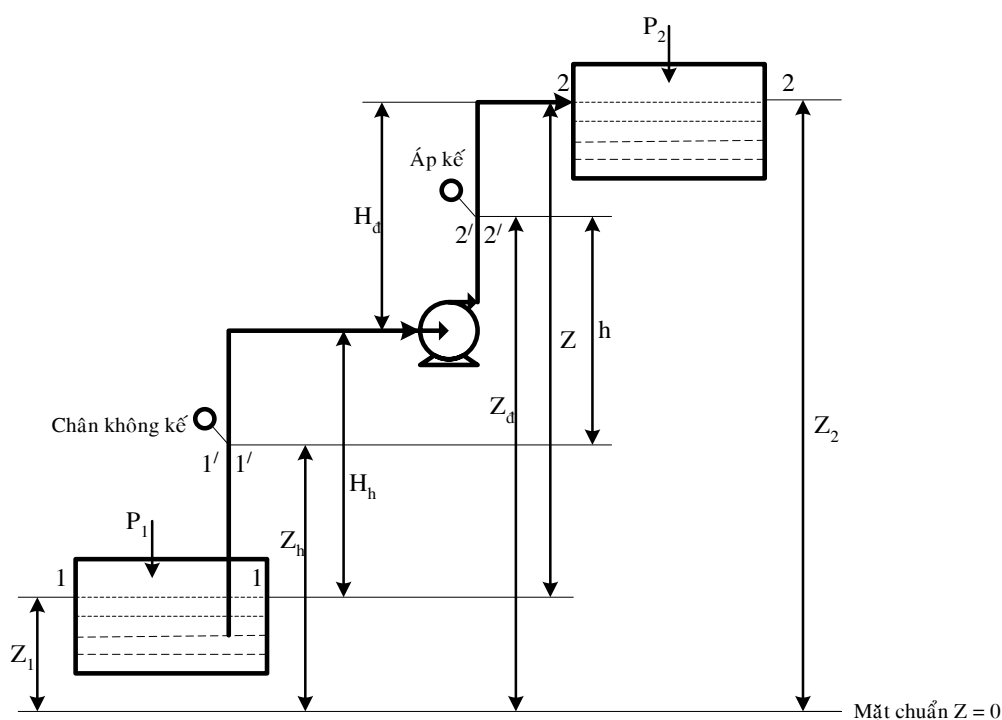 P2
2 2
Áp kế
Hđ
2/ 2/
Z
h
Zđ
Z2
Chân không kế
1/ 1/
Hh
P1
Zh
1 1
Z1
Mặt chuẩn Z = 0